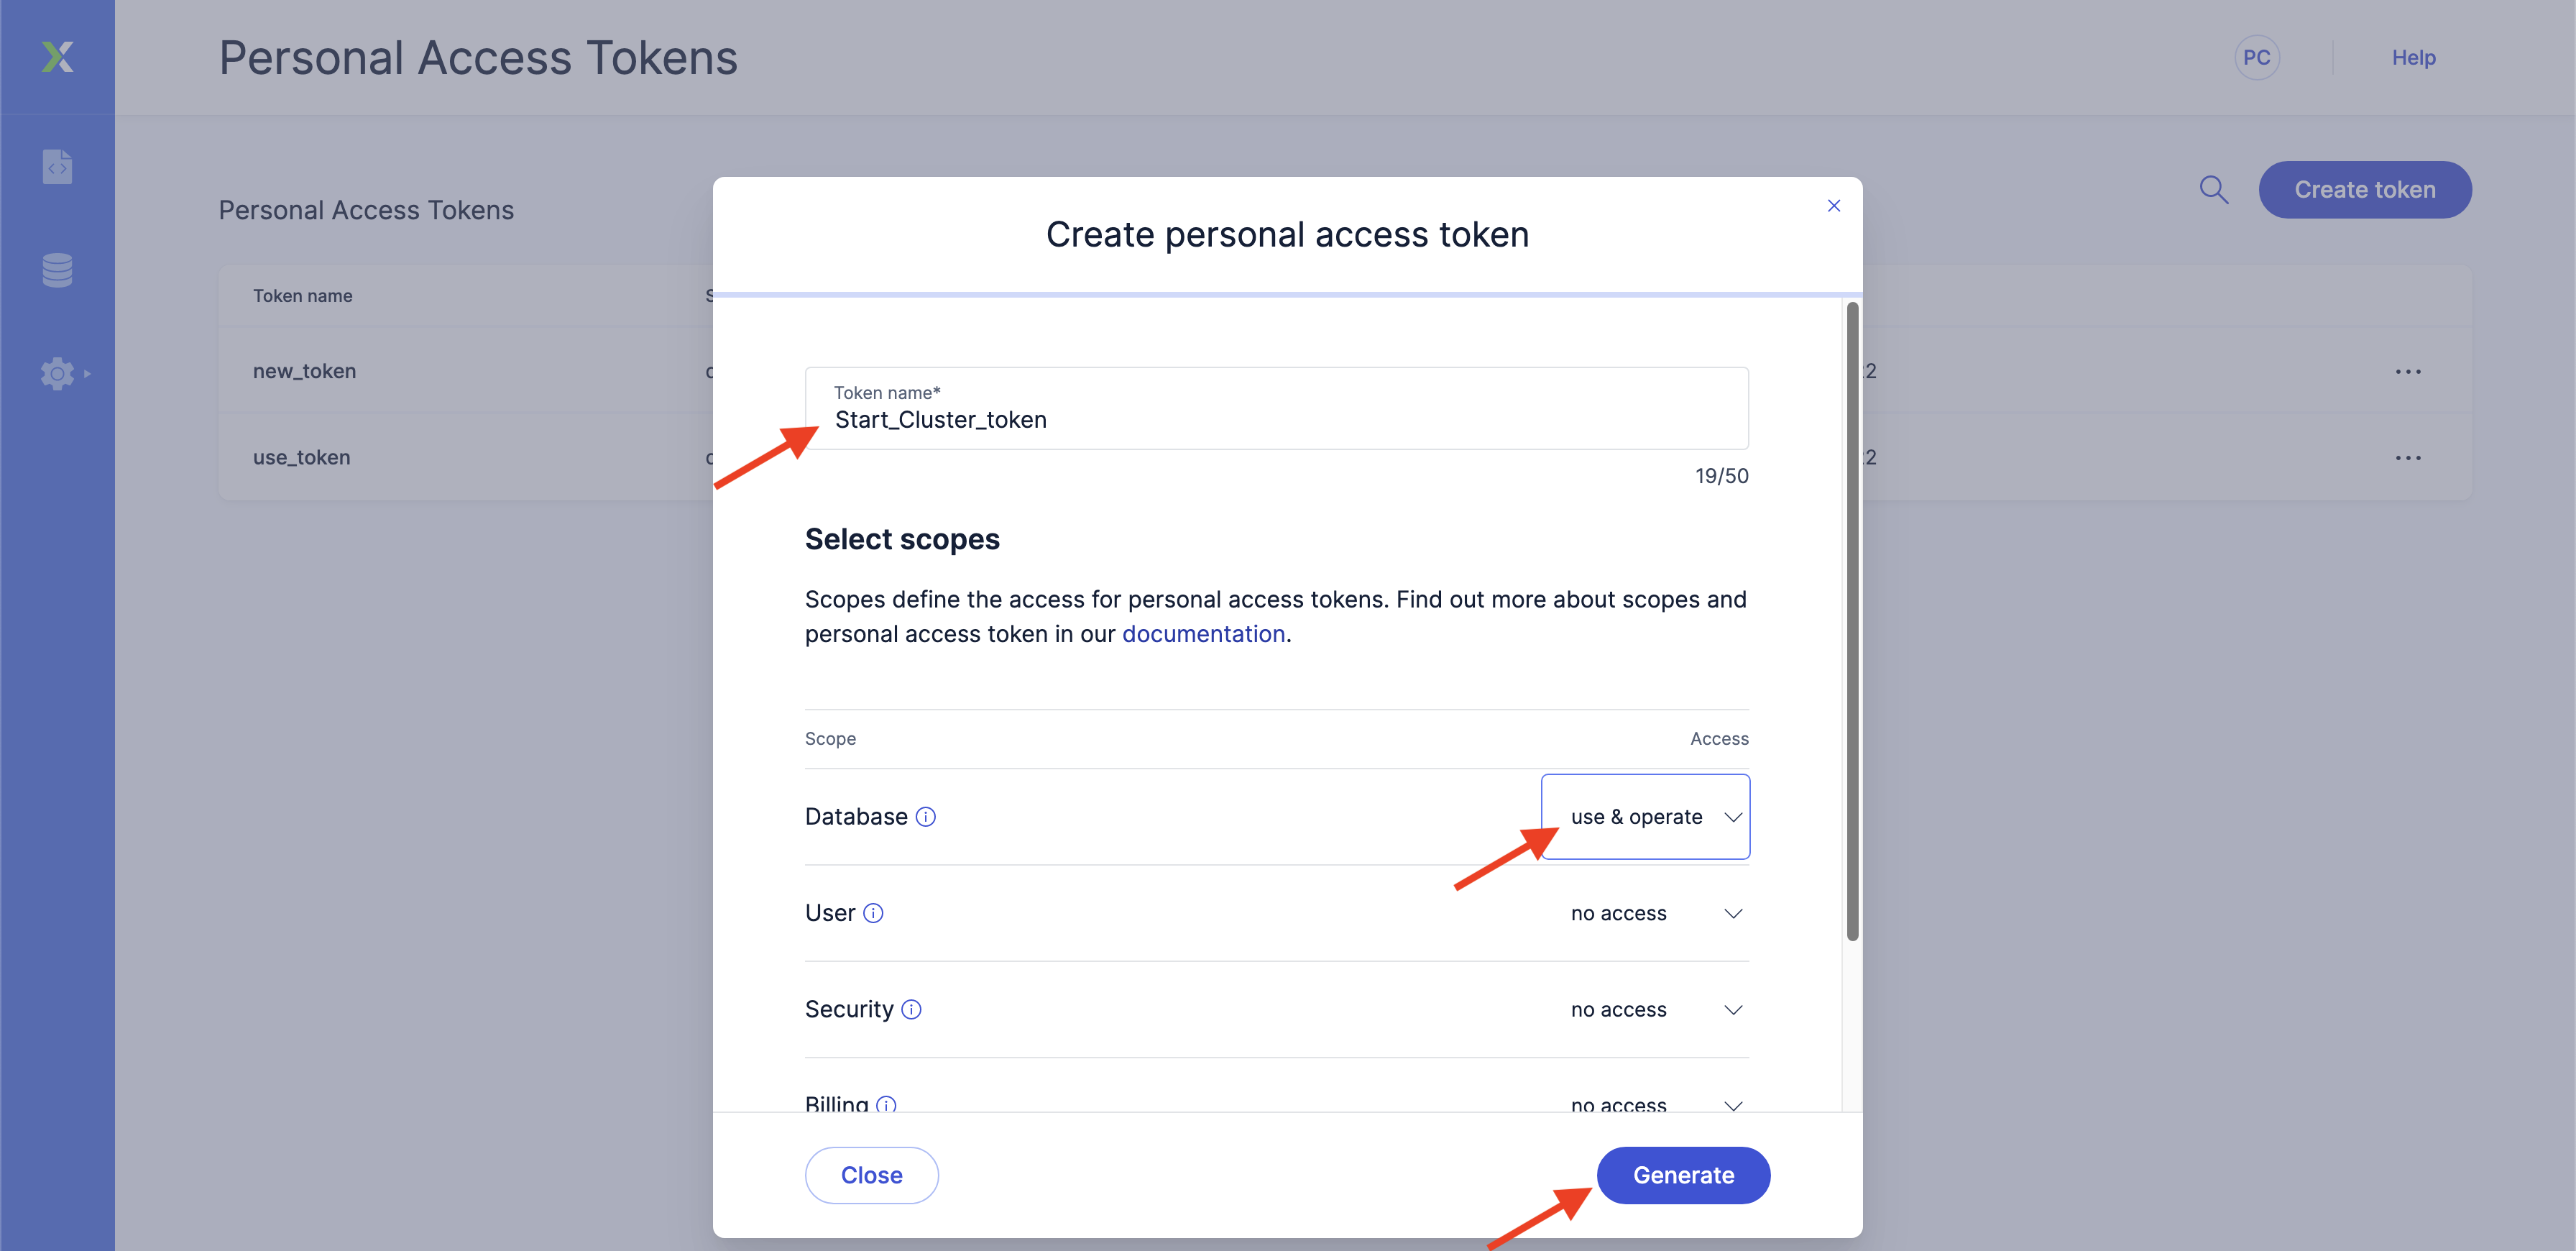 Personal Access Tokens
PC
Help
Personal Access Tokens
Create token
Token name
new_token
use_token
Create personal access token
Token name*
Start_Cluster_token
19/50
Select scopes
Scopes define the access for personal access tokens. Find out more about scopes and
personal access token in our documentation.
Scope
Access
Database
use & operate
User
no access
Security
no access
Billing
no access
Close
Generate